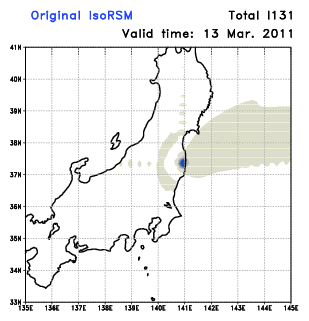 Original IsoRSM Total I131
Valid time: 13 Mar. 2011
41N
40N
39N
38N
37N
36N
35N
34N
33N
135E 136E 137E 138E 139E 140E 141E 142E 143E 144E 145E